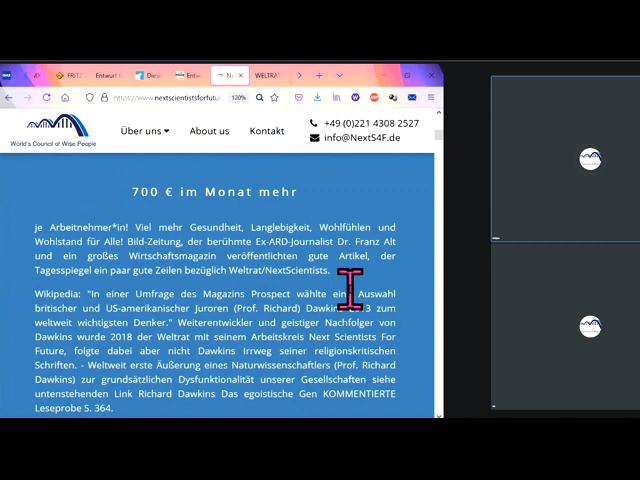 FRITZ
Entwurf f
Diese
Entw
Ne
WELTRAT
https://www.nextscientistsforfutur
120%
World's Council of Wise People
Über uns
About us
Kontakt
+49 (0)221 4308 2527
info@NextS4F.de
700 € im Monat mehr
je Arbeitnehmer*in! Viel mehr Gesundheit, Langlebigkeit, Wohlfühlen und
Wohlstand für Alle! Bild-Zeitung, der berühmte Ex-ARD-Journalist Dr. Franz Alt
und ein großes Wirtschaftsmagazin veröffentlichten gute Artikel, der
Tagesspiegel ein paar gute Zeilen bezüglich Weltrat/NextScientists.
Wikipedia: "In einer Umfrage des Magazins Prospect wählte ein Auswahl
britischer und US-amerikanischer Juroren (Prof. Richard) Dawkin 3 zum
weltweit wichtigsten Denker." Weiterentwickler und geistiger Nachfolger von
Dawkins wurde 2018 der Weltrat mit seinem Arbeitskreis Next Scientists For
Future, folgte dabei aber nicht Dawkins Irrweg seiner religionskritischen
Schriften. - Weltweit erste Äußerung eines Naturwissenschaftlers (Prof. Richard
Dawkins) zur grundsätzlichen Dysfunktionalität unserer Gesellschaften siehe
untenstehenden Link Richard Dawkins Das egoistische Gen KOMMENTIERTE
Leseprobe S. 364.